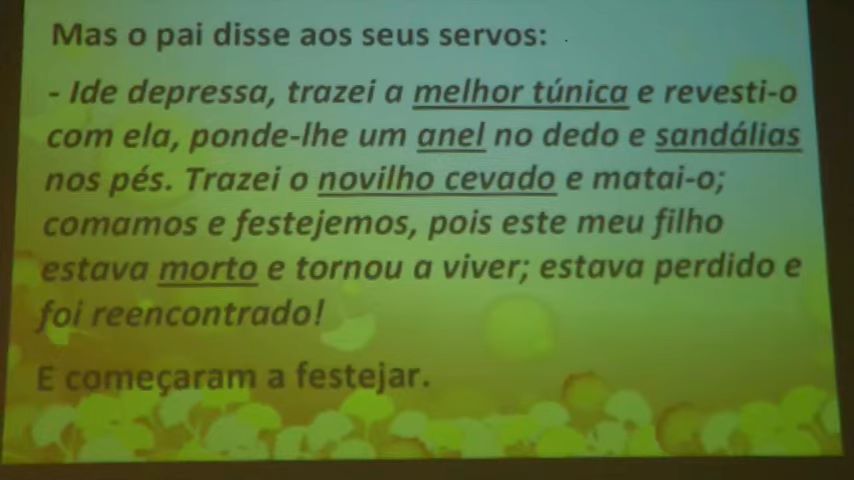 Mas o pai disse aos seus servos:
- Ide depressa, trazei a melhor túnica e revesti-o
com ela, ponde-lhe um anel no dedo e sandálias
nos pés. Trazei o novilho cevado e matai-o;
comamos e festejemos, pois este meu filho
estava morto e tornou a viver; estava perdido e
foi reencontrado!
E começaram a festejar.